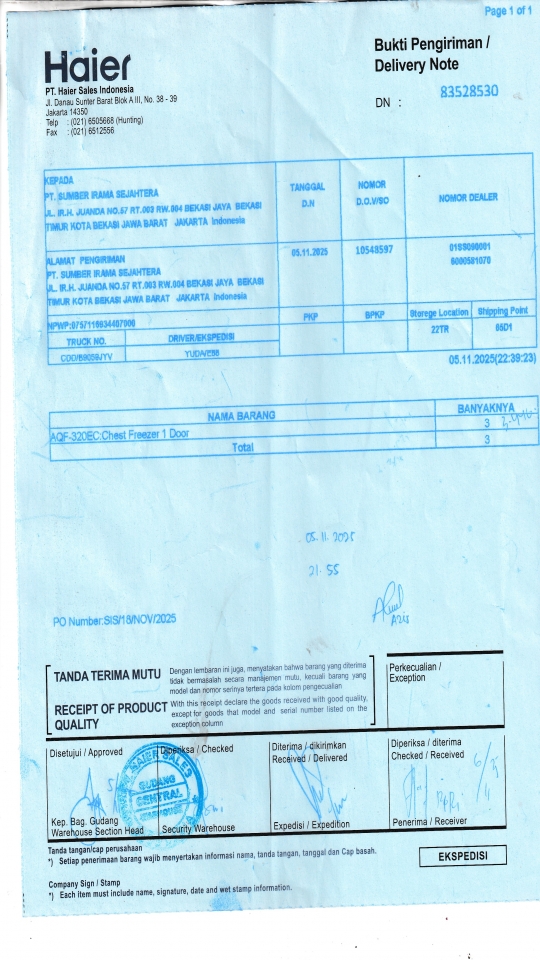 Page 1 of 1
Haier
PT. Haier Sales Indonesia
Jl. Danau Sunter Barat Blok A III, No. 38 - 39
Jakarta 14350
Telp : (021) 6505668 (Hunting)
Fax : (021) 6512556
Bukti Pengiriman /
Delivery Note
DN : 83528530
KEPADA
PT. SUMBER IRAMA SEJAHTERA
JL. IR.H. JUANDA NO.57 RT.003 RW.004 BEKASI JAYA BEKASI
TIMUR KOTA BEKASI JAWA BARAT JAKARTA Indonesia
TANGGAL
D.N
NOMOR
D.O.V/SO
NOMOR DEALER
ALAMAT PENGIRIMAN
PT. SUMBER IRAMA SEJAHTERA
JL. IR.H. JUANDA NO.57 RT.003 RW.004 BEKASI JAYA BEKASI
TIMUR KOTA BEKASI JAWA BARAT JAKARTA Indonesia
05.11.2025
10548597
6000581070
PKP
BPKP
Storege Location
Shipping Point
22TR
05D1
TRUCK NO.
DRIVER/EKSPEDISI
YUDA/E88
05.11.2025(22:39:23)
NAMA BARANG
BANYAKNYA
AQF-320EC:Chest Freezer 1 Door
3
Total
3
05.11.2025
21.55
Azis
PO Number:SIS/16/NOV/2025
TANDA TERIMA MUTU
Dengan lembaran ini juga, menyatakan bahwa barang yang diterima
tidak bermasalah secara manajemen mutu, kecuali barang yang
model dan nomor serinya tertera pada kolom pengecualian
RECEIPT OF PRODUCT
QUALITY
With this receipt declare the goods received with good quality,
except for goods that model and serial number listed on the
exception column
Perkecualian /
Exception
Disetujui / Approved
Diperiksa / Checked
Diterima / dikirimkan
Received / Delivered
Diperiksa / diterima
Checked / Received
HAIER SALES
GUDANG
CENTRAL
Kep. Bag. Gudang
Warehouse Section Head
Security Warehouse
Expedisi / Expedition
Penerima / Receiver
Tanda tangan/cap perusahaan
*) Setiap penerimaan barang wajib menyertakan informasi nama, tanda tangan, tanggal dan Cap basah.
EKSPEDISI
Company Sign / Stamp
*) Each item must include name, signature, date and wet stamp information.